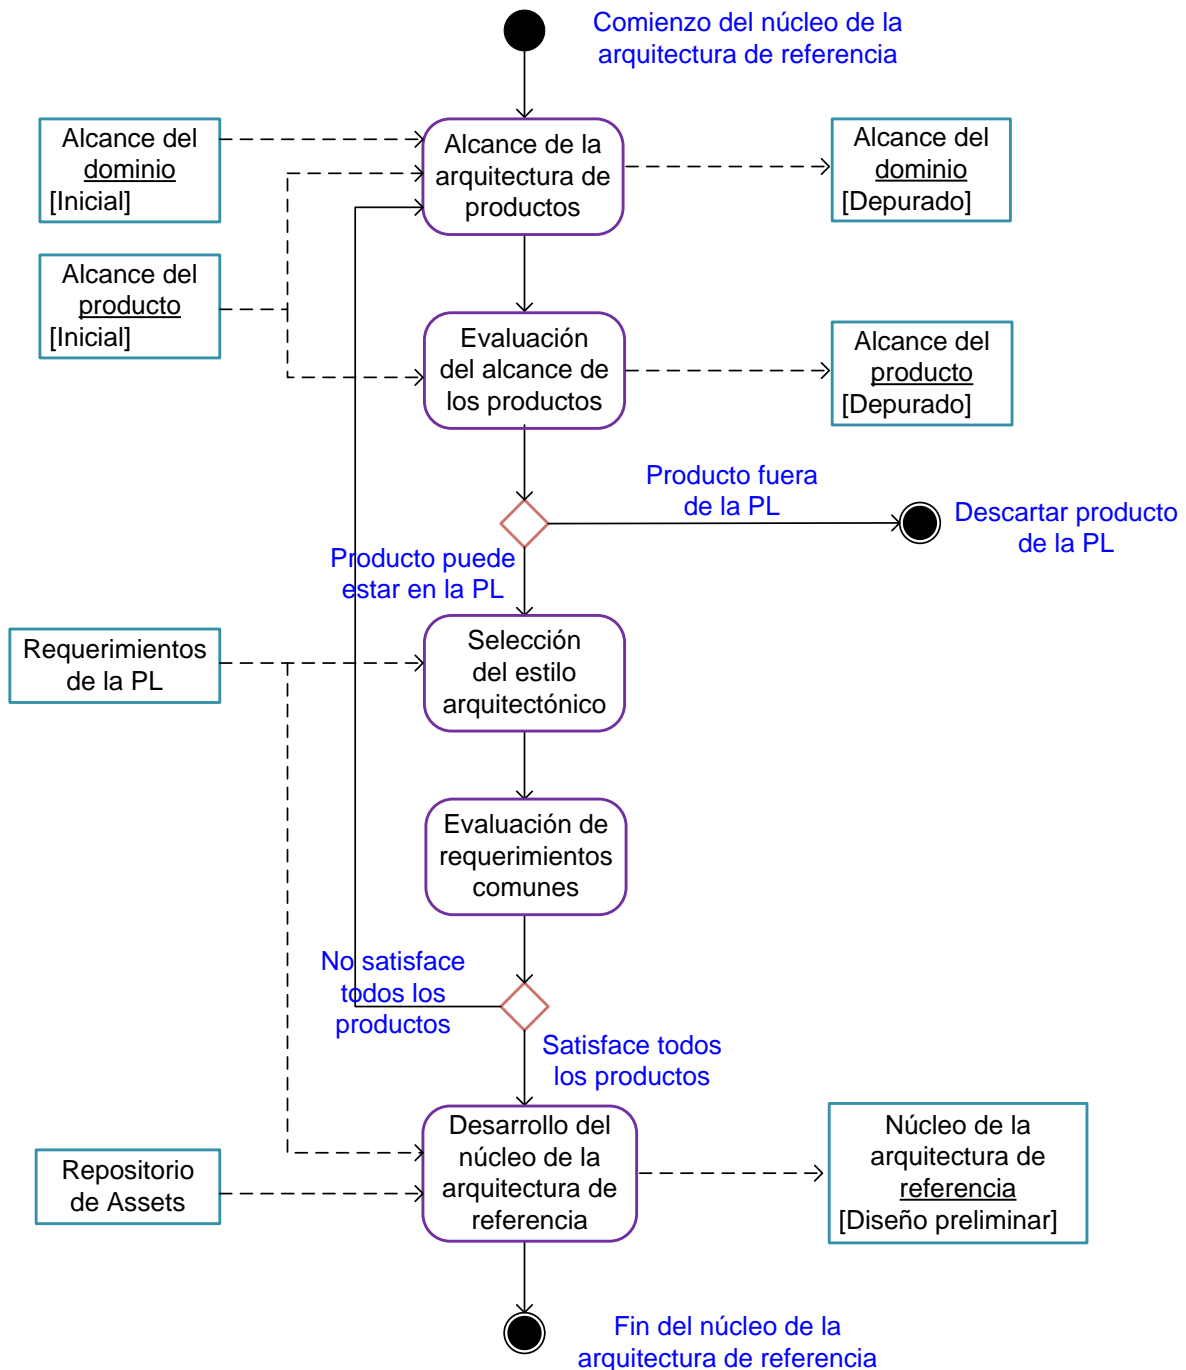 Comienzo del núcleo de la
arquitectura de referencia
Alcance del
dominio
[Inicial]
Alcance de la
arquitectura de
productos
Alcance del
dominio
[Depurado]
Alcance del
producto
[Inicial]
Evaluación
del alcance de
los productos
Alcance del
producto
[Depurado]
Producto fuera
de la PL
Descartar producto
de la PL
Producto puede
estar en la PL
Requerimientos
de la PL
Selección
del estilo
arquitectónico
Evaluación de
requerimientos
comunes
No satisface
todos los
productos
Satisface todos
los productos
Repositorio
de Assets
Desarrollo del
núcleo de la
arquitectura de
referencia
Núcleo de la
arquitectura de
referencia
[Diseño preliminar]
Fin del núcleo de la
arquitectura de referencia